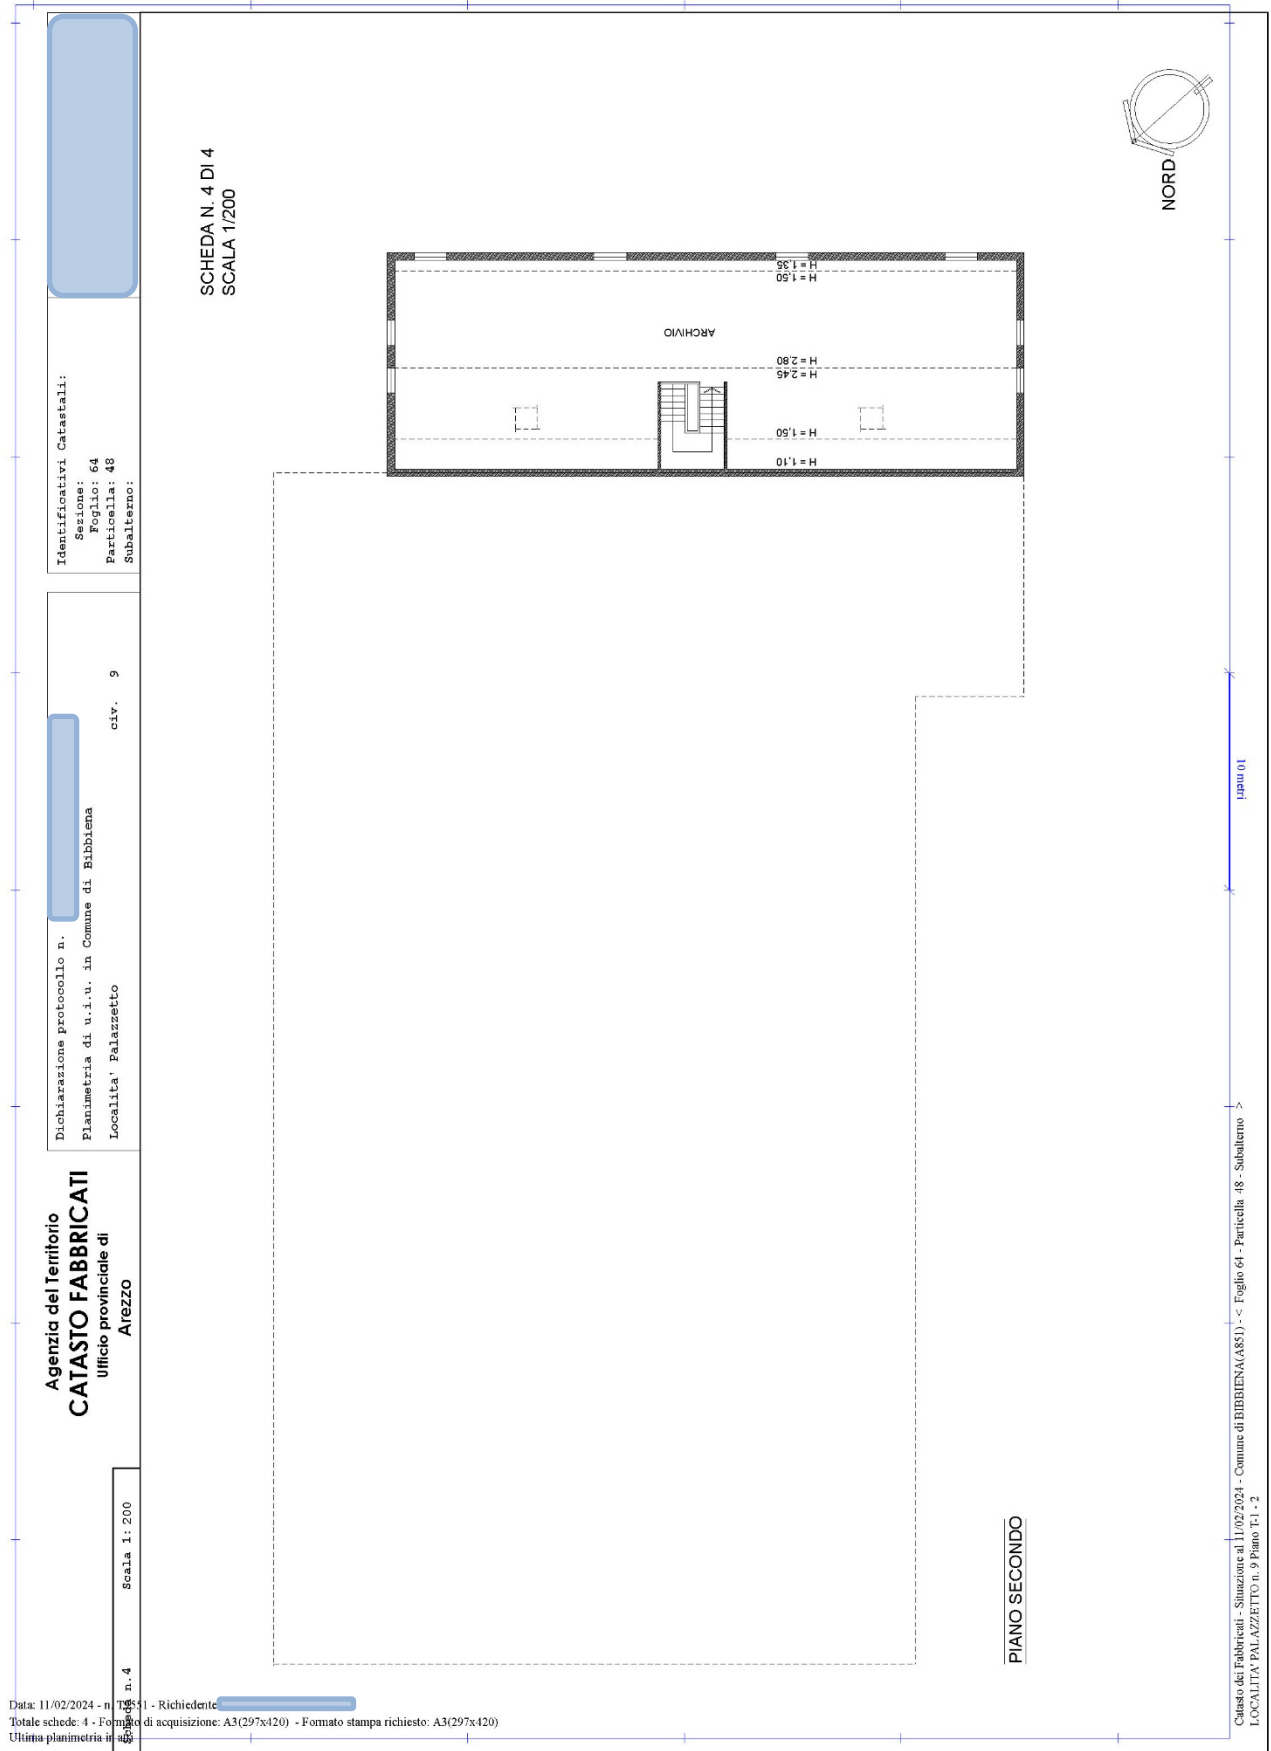 Agenzia del Territorio
CATASTO FABBRICATI
Ufficio provinciale di
Arezzo
Dichiarazione protocollo n.
Planimetria di u.i.u. in Comune di Bibbiena
Localita' Palazzetto civ. 9
Identificativi Catastali:
Sezione:
Foglio: 64
Particella: 48
Subalterno:
Scheda n. 4 Scala 1: 200
SCHEDA N. 4 DI 4
SCALA 1/200
NORD
H = 1,35
H = 1,50
ARCHIVIO
H = 2,80
H = 2,45
H = 1,50
H = 1,10
PIANO SECONDO
10 metri
Catasto dei Fabbricati - Situazione al 11/02/2024 - Comune di BIBBIENA(A851) - < Foglio 64 - Particella 48 - Subalterno >
LOCALITA' PALAZZETTO n. 9 Piano T-1 - 2
Data: 11/02/2024 - n. - Richiedente
Totale schede: 4 - Formato di acquisizione: A3(297x420) - Formato stampa richiesto: A3(297x420)
Ultima planimetria in